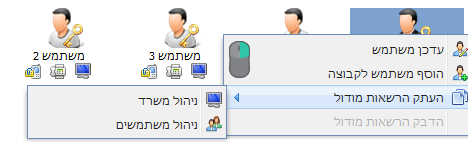 משתמש 3
משתמש 2
עדכן משתמש
הוסף משתמש לקבוצה
העתק הרשאות מודול
הדבק הרשאות מודול
ניהול משרד
ניהול משתמשים